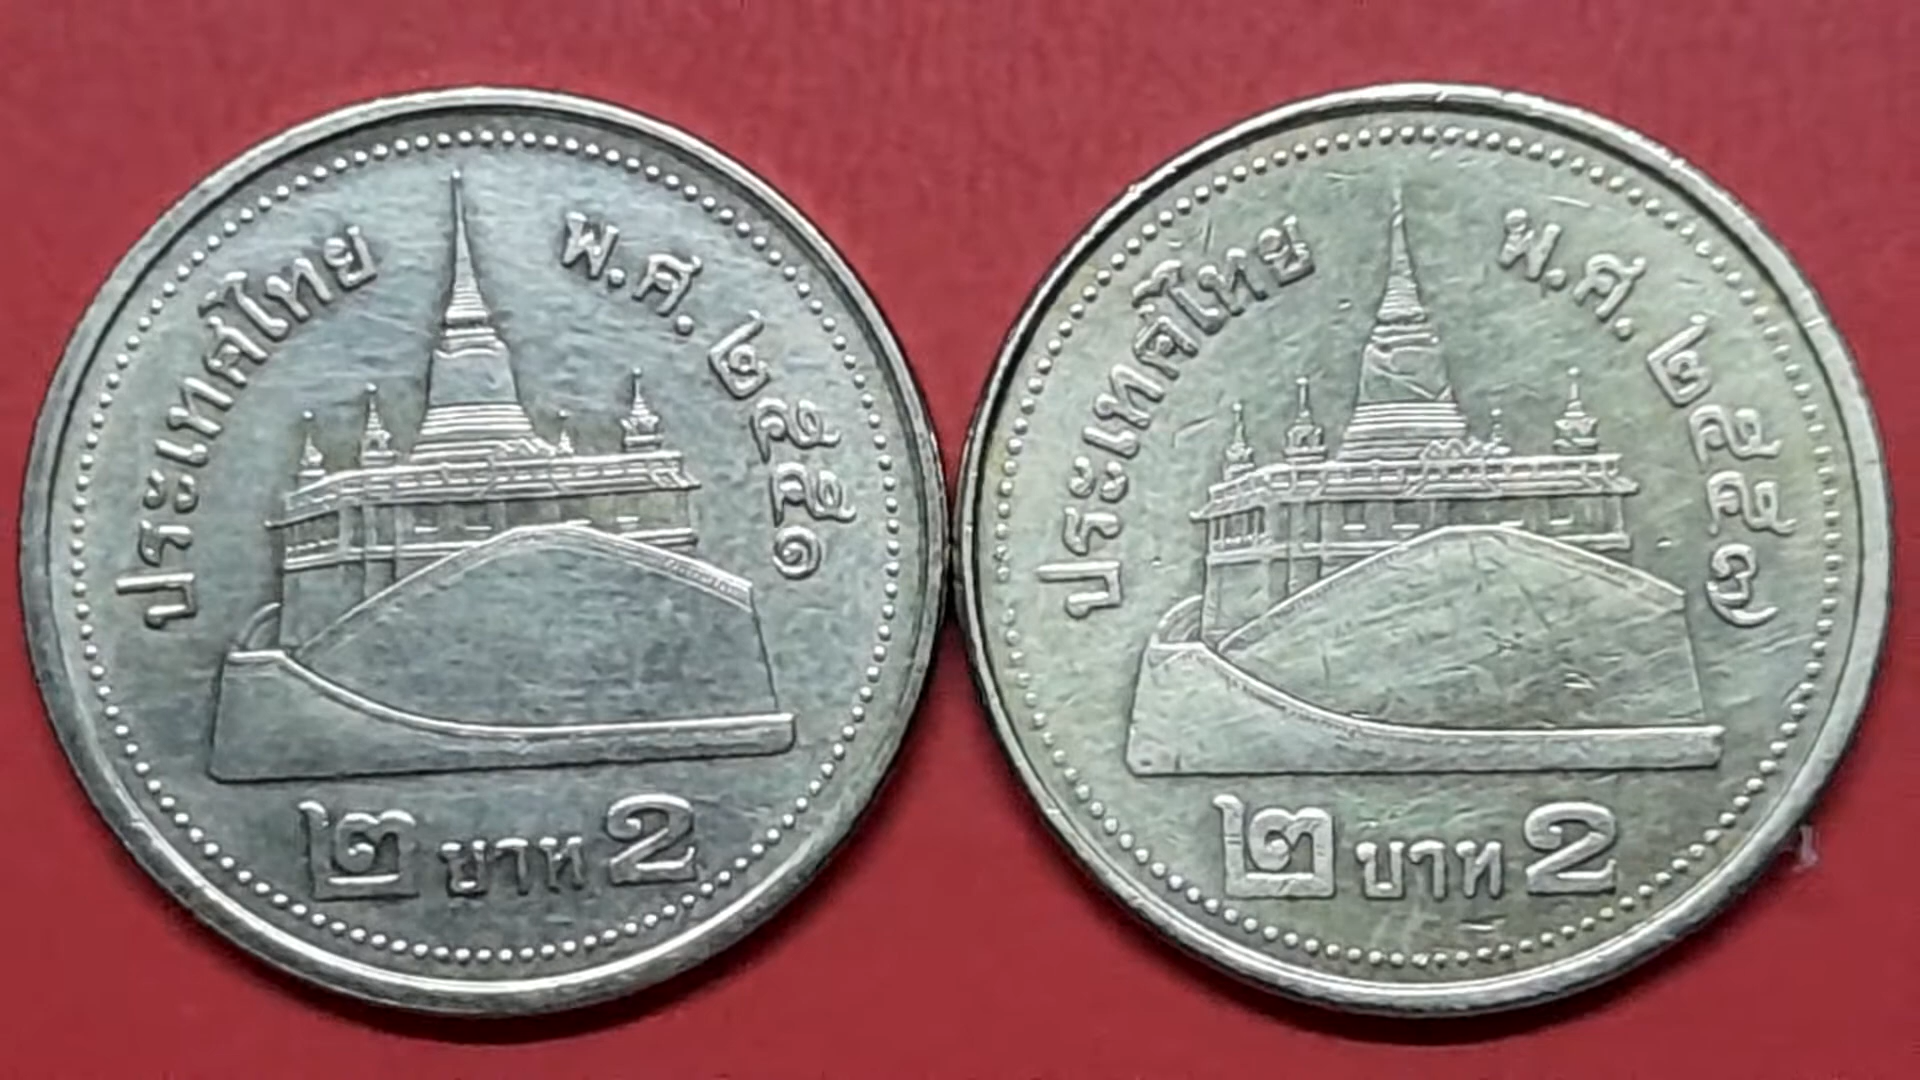 ประเทศไทย
พ.ศ. ๒๕๕๑
๒ บาท 2
ประเทศไทย
พ.ศ. ๒๕๕๗
๒ บาท 2